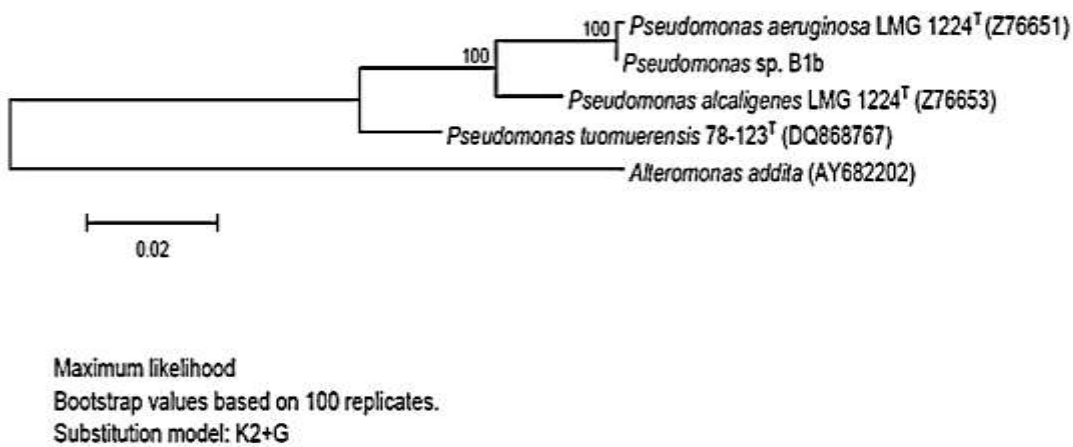 100 Pseudomonas aeruginosa LMG 1224ᵀ (Z76651)
100
Pseudomonas sp. B1b
Pseudomonas alcaligenes LMG 1224ᵀ (Z76653)
Pseudomonas tuomuerensis 78-123ᵀ (DQ868767)
Alteromonas addita (AY682202)
0.02
Maximum likelihood
Bootstrap values based on 100 replicates.
Substitution model: K2+G